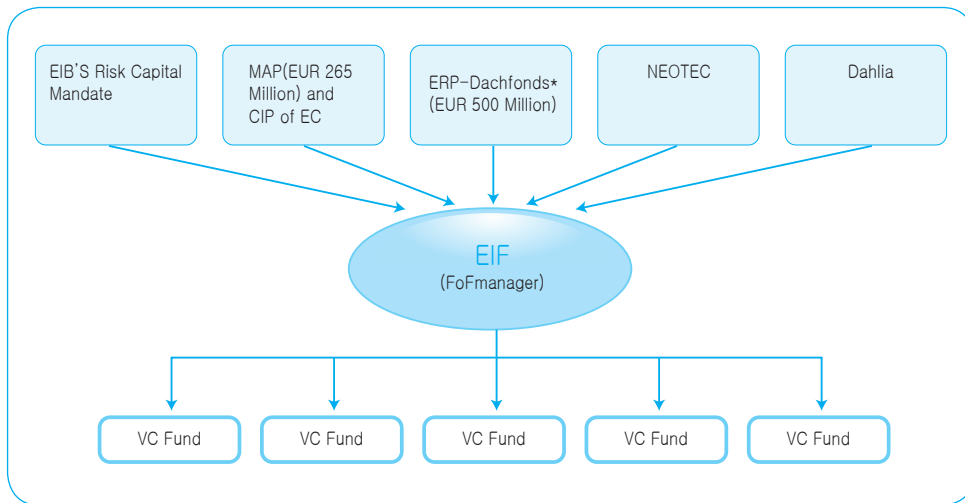 EIB'S Risk Capital
Mandate
MAP(EUR 265
Million) and
CIP of EC
ERP-Dachfonds*
(EUR 500 Million)
NEOTEC
Dahlia
EIF
(FoFmanager)
VC Fund
VC Fund
VC Fund
VC Fund
VC Fund